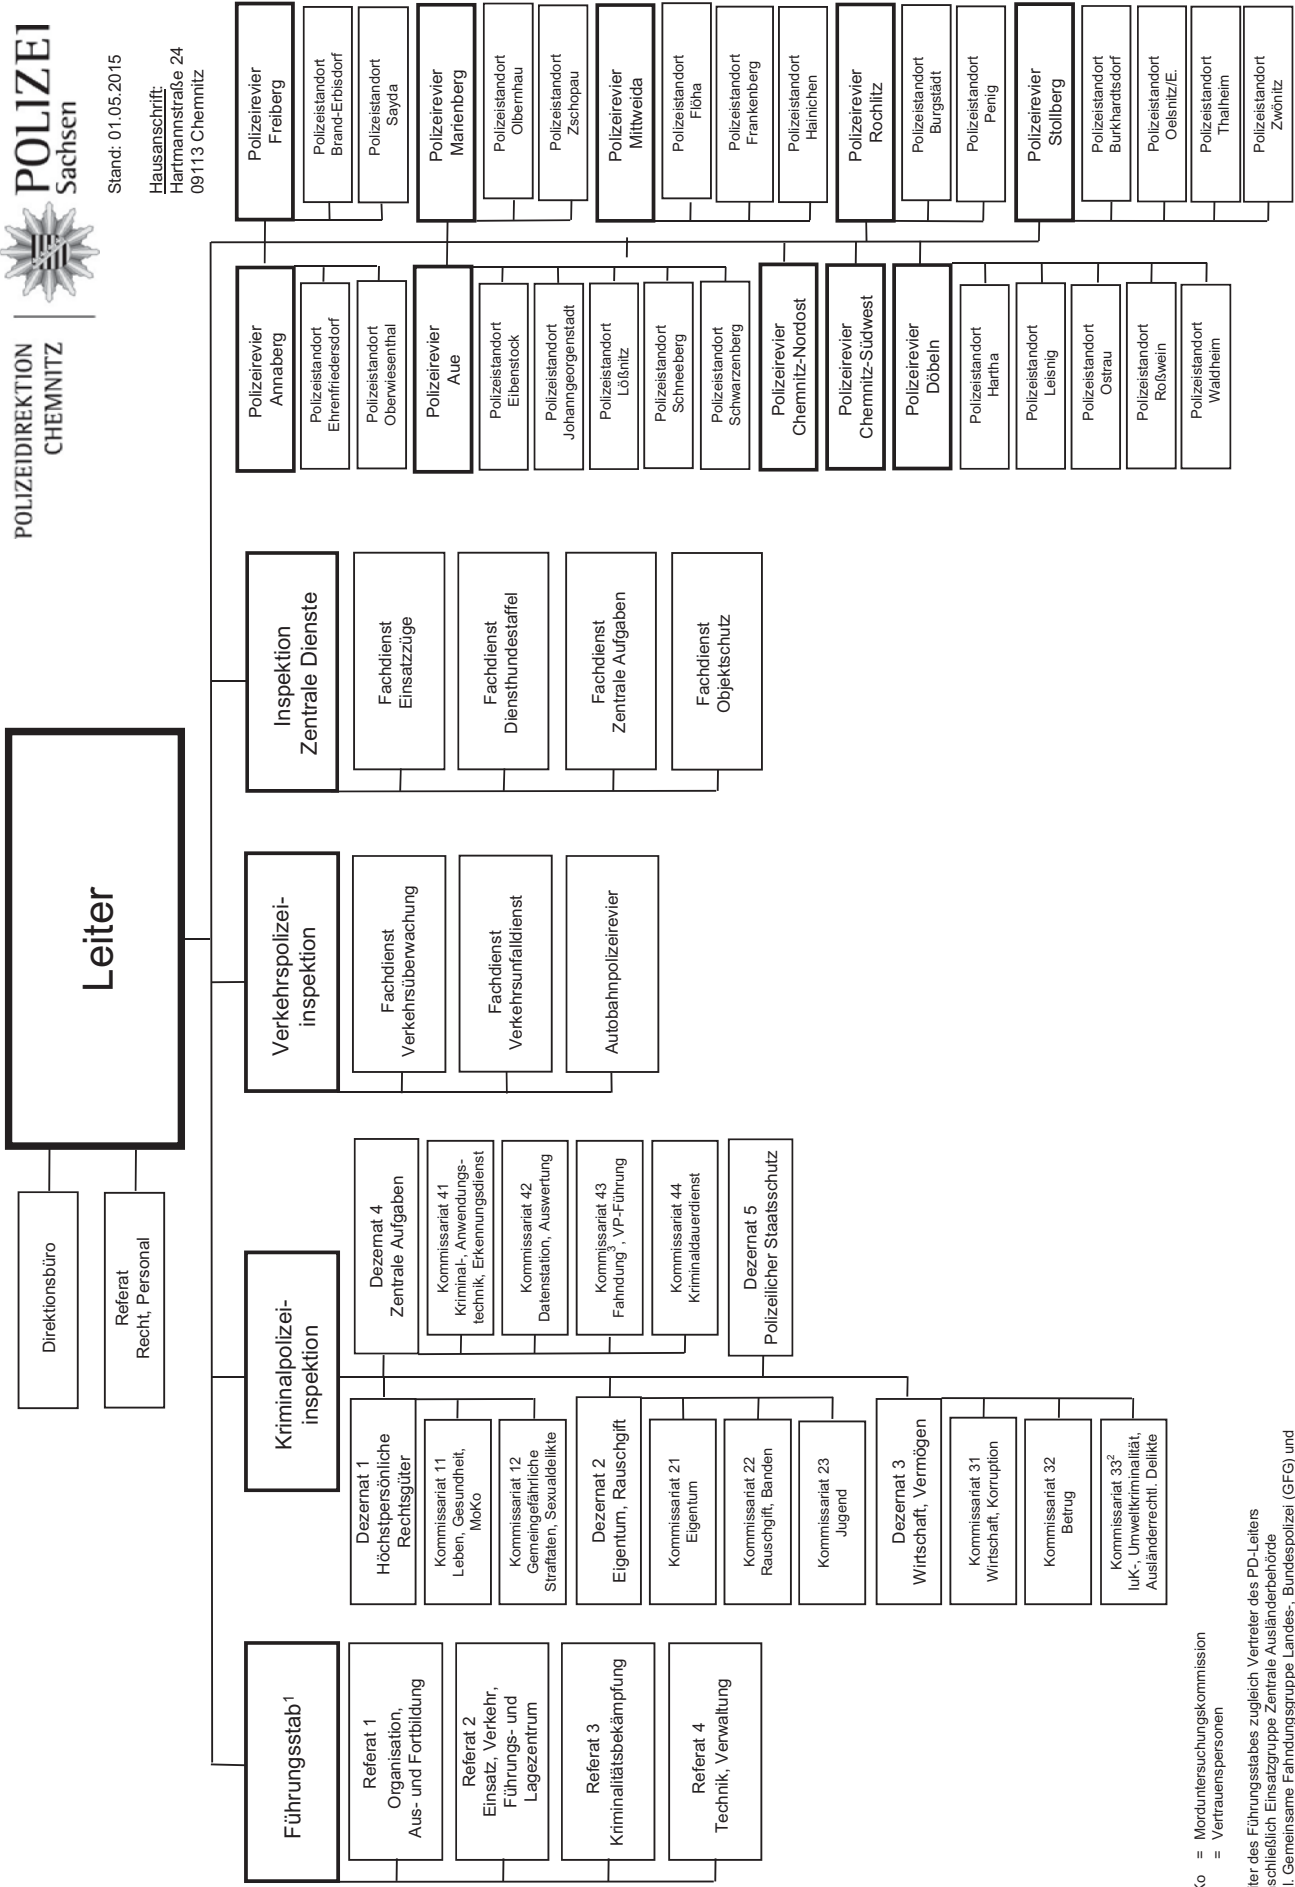 POLIZEIDIREKTION
CHEMNITZ
POLIZEI
Sachsen
Stand: 01.05.2015
Hausanschrift:
Hartmannstraße 24
09113 Chemnitz
Leiter
Direktionsbüro
Referat
Recht, Personal
Führungsstab¹
Referat 1
Organisation,
Aus- und Fortbildung
Referat 2
Einsatz, Verkehr,
Führungs- und
Lagezentrum
Referat 3
Kriminalitätsbekämpfung
Referat 4
Technik, Verwaltung
Kriminalpolizei-
inspektion
Dezernat 1
Höchstpersönliche
Rechtsgüter
Kommissariat 11
Leben, Gesundheit,
MoKo
Kommissariat 12
Gemeingefährliche
Straftaten, Sexualdelikte
Dezernat 2
Eigentum, Rauschgift
Kommissariat 21
Eigentum
Kommissariat 22
Rauschgift, Banden
Kommissariat 23
Jugend
Dezernat 3
Wirtschaft, Vermögen
Kommissariat 31
Wirtschaft, Korruption
Kommissariat 32
Betrug
Kommissariat 33²
IuK-, Umweltkriminalität,
Ausländerrechtl. Delikte
Dezernat 4
Zentrale Aufgaben
Kommissariat 41
Kriminal-, Anwendungs-
technik, Erkennungsdienst
Kommissariat 42
Datenstation, Auswertung
Kommissariat 43
Fahndung³, VP-Führung
Kommissariat 44
Kriminaldauerdienst
Dezernat 5
Polizeilicher Staatsschutz
Verkehrspolizei-
inspektion
Fachdienst
Verkehrsüberwachung
Fachdienst
Verkehrsunfalldienst
Autobahnpolizeirevier
Inspektion
Zentrale Dienste
Fachdienst
Einsatzzüge
Fachdienst
Diensthundestaffel
Fachdienst
Zentrale Aufgaben
Fachdienst
Objektschutz
Polizeirevier
Annaberg
Polizeistandort
Ehrenfriedersdorf
Polizeistandort
Oberwiesenthal
Polizeirevier
Aue
Polizeistandort
Eibenstock
Polizeistandort
Johanngeorgenstadt
Polizeistandort
Lößnitz
Polizeistandort
Schneeberg
Polizeistandort
Schwarzenberg
Polizeirevier
Chemnitz-Nordost
Polizeirevier
Chemnitz-Südwest
Polizeirevier
Döbeln
Polizeistandort
Hartha
Polizeistandort
Leisnig
Polizeistandort
Ostrau
Polizeistandort
Roßwein
Polizeistandort
Waldheim
Polizeirevier
Freiberg
Polizeistandort
Brand-Erbisdorf
Polizeistandort
Sayda
Polizeirevier
Marienberg
Polizeistandort
Olbernhau
Polizeistandort
Zschopau
Polizeirevier
Mittweida
Polizeistandort
Flöha
Polizeistandort
Frankenberg
Polizeistandort
Hainichen
Polizeirevier
Rochlitz
Polizeistandort
Burgstädt
Polizeistandort
Penig
Polizeirevier
Stollberg
Polizeistandort
Burkhardtsdorf
Polizeistandort
Oelsnitz/E.
Polizeistandort
Thalheim
Polizeistandort
Zwönitz
= Morduntersuchungskommission
= Vertrauenspersonen
des Führungsstabes zugleich Vertreter des PD-Leiters
Einsatzgruppe Zentrale Ausländerbehörde
Gemeinsame Fahndungsgruppe Landes-, Bundespolizei (GFG) und